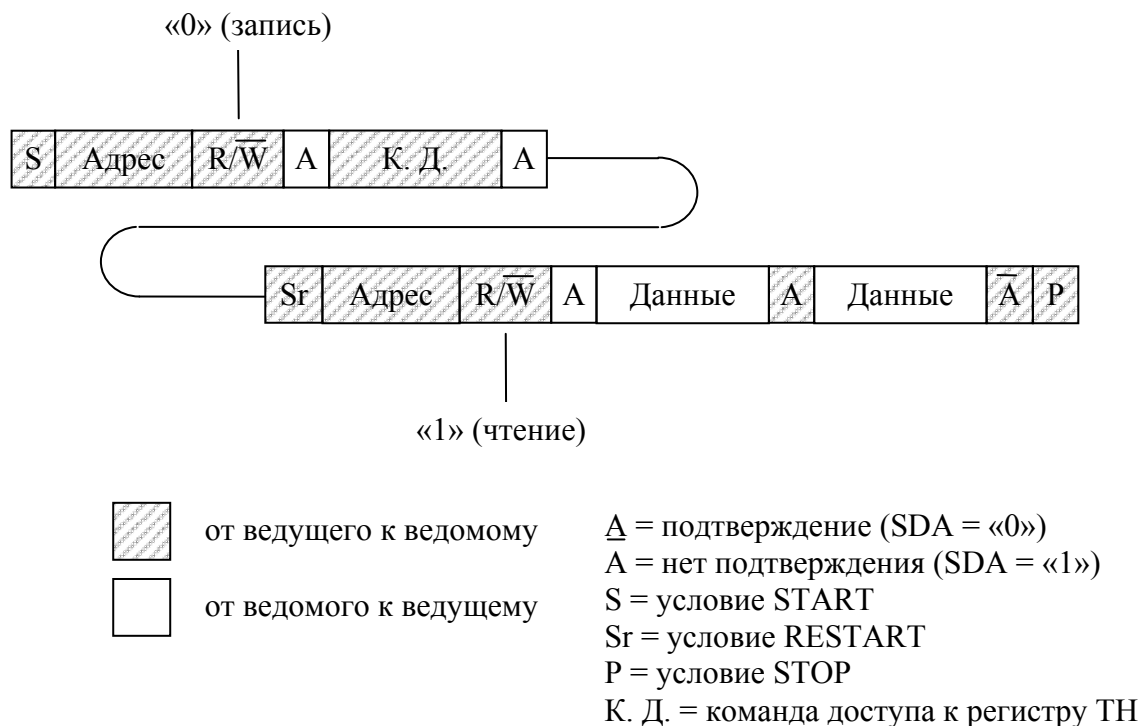 «0» (запись)
S Адрес R/W̅ A К. Д. A
Sr Адрес R/W̅ A Данные A Данные A̅ P
«1» (чтение)
от ведущего к ведомому
от ведомого к ведущему
A = подтверждение (SDA = «0»)
A̅ = нет подтверждения (SDA = «1»)
S = условие START
Sr = условие RESTART
P = условие STOP
К. Д. = команда доступа к регистру TH